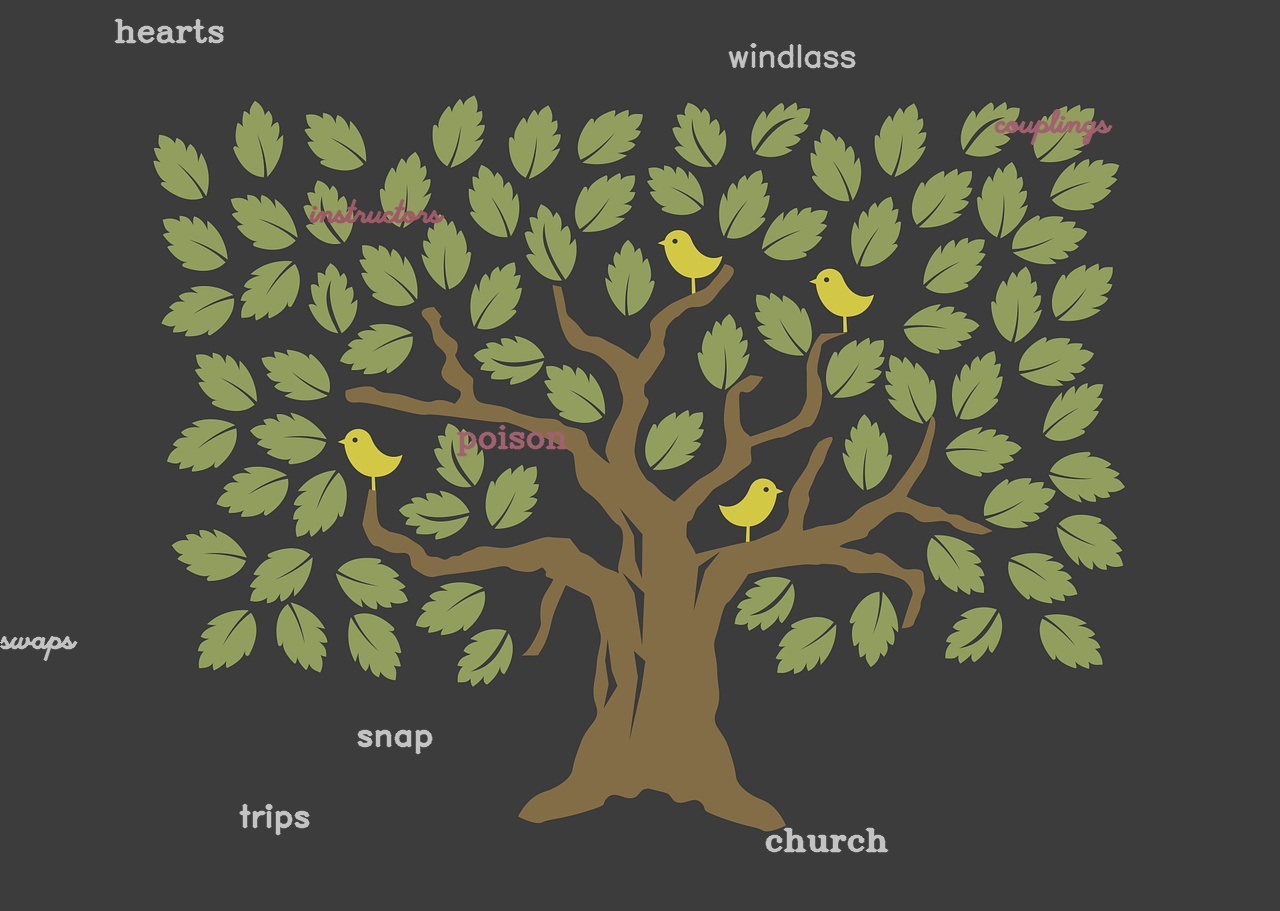 hearts
windlass
couplings
instructors
poison
swaps
snap
trips
church